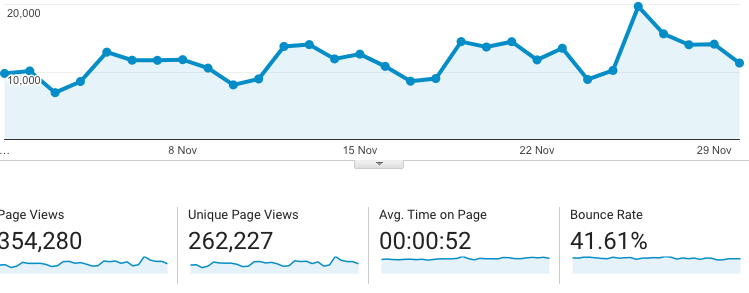 20,000
10,000
...
8 Nov
15 Nov
22 Nov
29 Nov
Page Views
Unique Page Views
Avg. Time on Page
Bounce Rate
354,280
262,227
00:00:52
41.61%